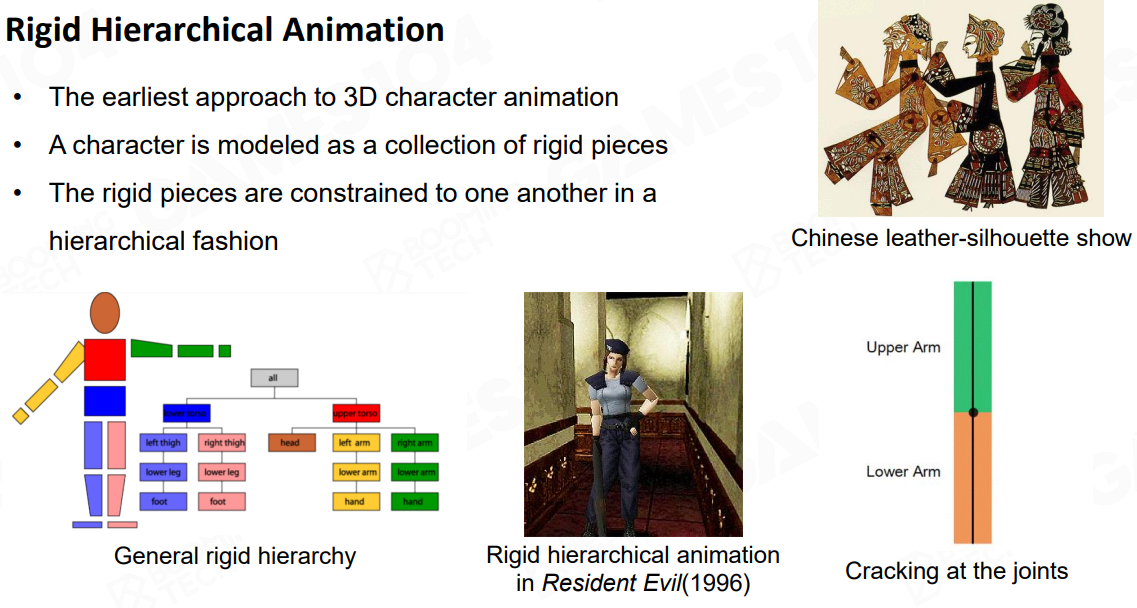 Rigid Hierarchical Animation
• The earliest approach to 3D character animation
• A character is modeled as a collection of rigid pieces
• The rigid pieces are constrained to one another in a
hierarchical fashion
Chinese leather-silhouette show
all
lower torso
upper torso
left thigh
right thigh
head
left arm
right arm
lower leg
lower leg
lower arm
lower arm
foot
foot
hand
hand
General rigid hierarchy
Rigid hierarchical animation
in Resident Evil(1996)
Upper Arm
Lower Arm
Cracking at the joints
GAMES104
BOOMING
TECH